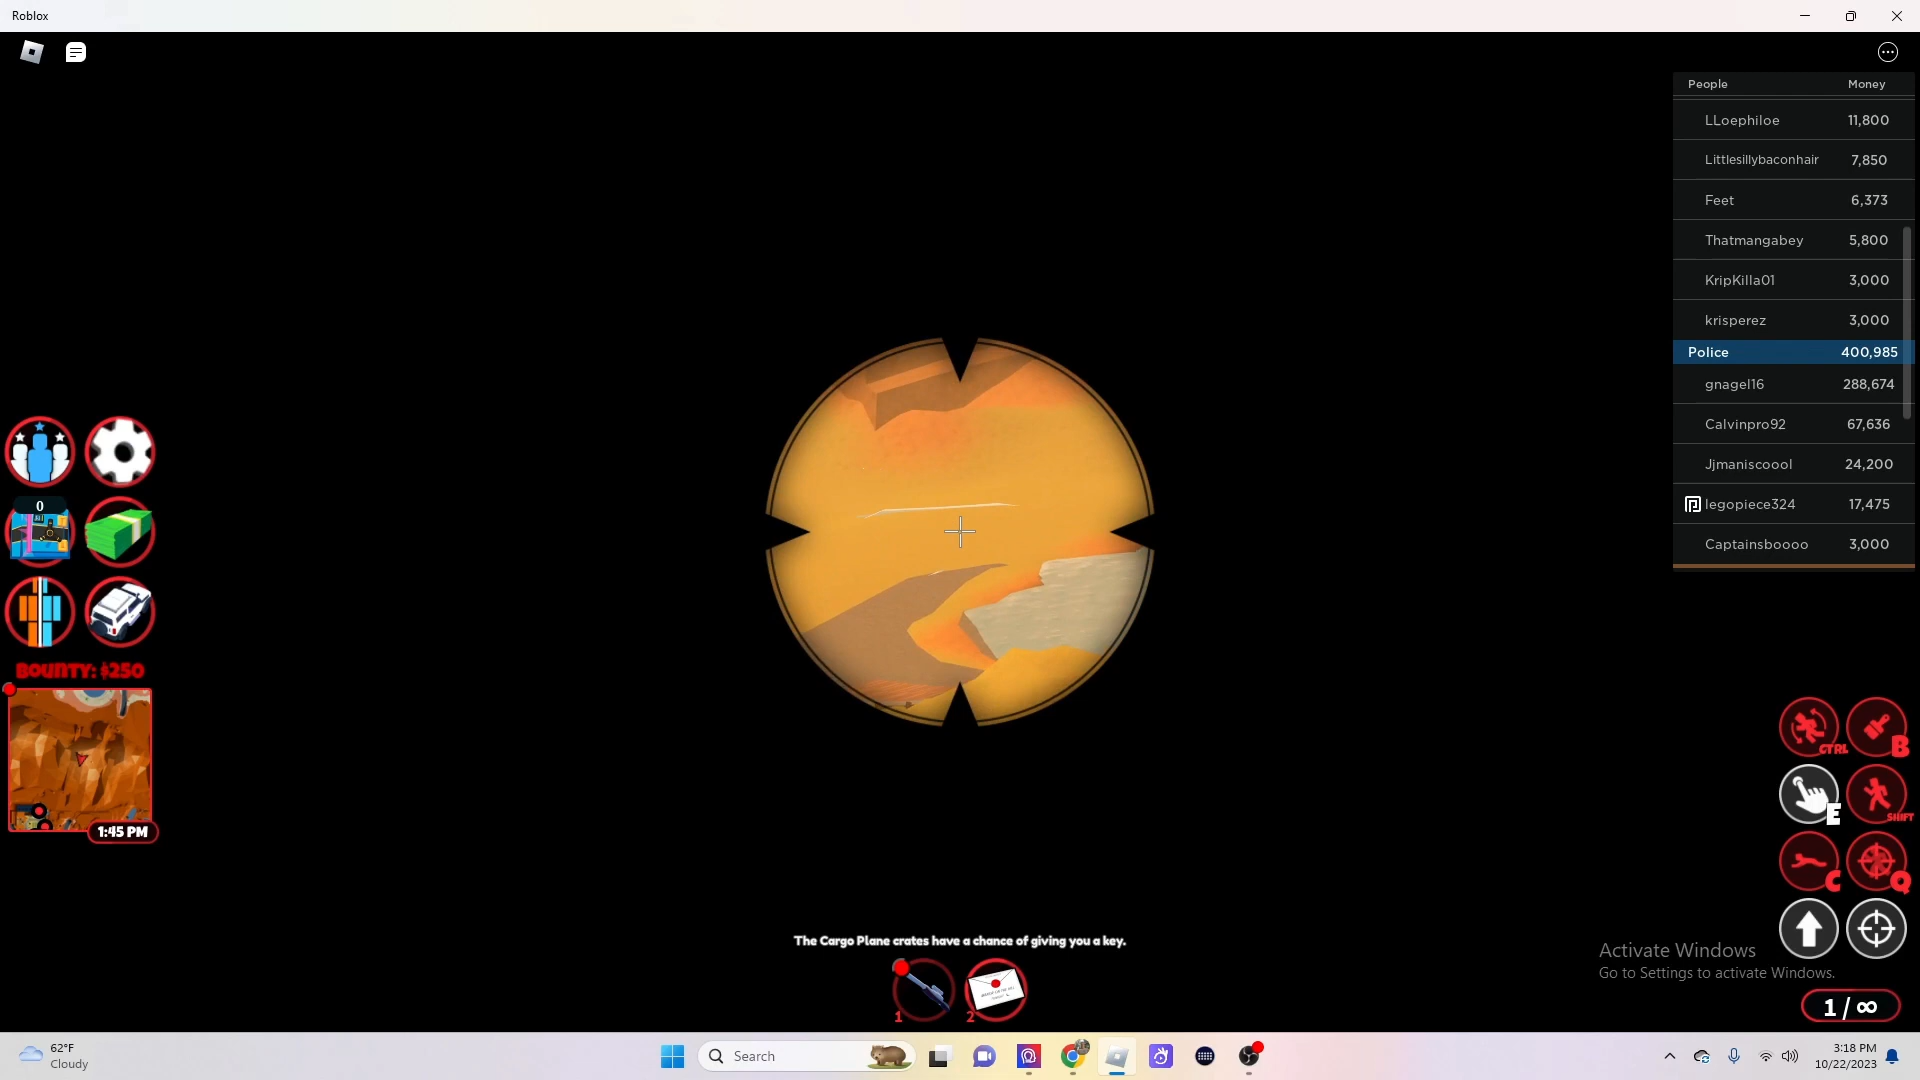 Roblox
People Money
LLoephiloe 11,800
Littlesillybaconhair 7,850
Feet 6,373
Thatmangabey 5,800
KripKilla01 3,000
krisperez 3,000
Police 400,985
gnagel16 288,674
Calvinpro92 67,636
Jjmaniscoool 24,200
legopiece324 17,475
Captainsboooo 3,000
0
BOUNTY: $250
1:45 PM
CTRL
B
E
SHIFT
C
Q
The Cargo Plane crates have a chance of giving you a key.
1
2
Activate Windows
Go to Settings to activate Windows.
1 / ∞
62°F
Cloudy
Search
3:18 PM
10/22/2023